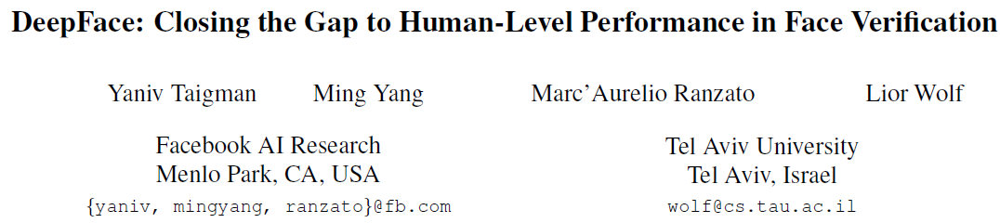 DeepFace: Closing the Gap to Human-Level Performance in Face Verification
Yaniv Taigman Ming Yang Marc'Aurelio Ranzato Lior Wolf
Facebook AI Research
Menlo Park, CA, USA
{yaniv, mingyang, ranzato}@fb.com
Tel Aviv University
Tel Aviv, Israel
wolf@cs.tau.ac.il